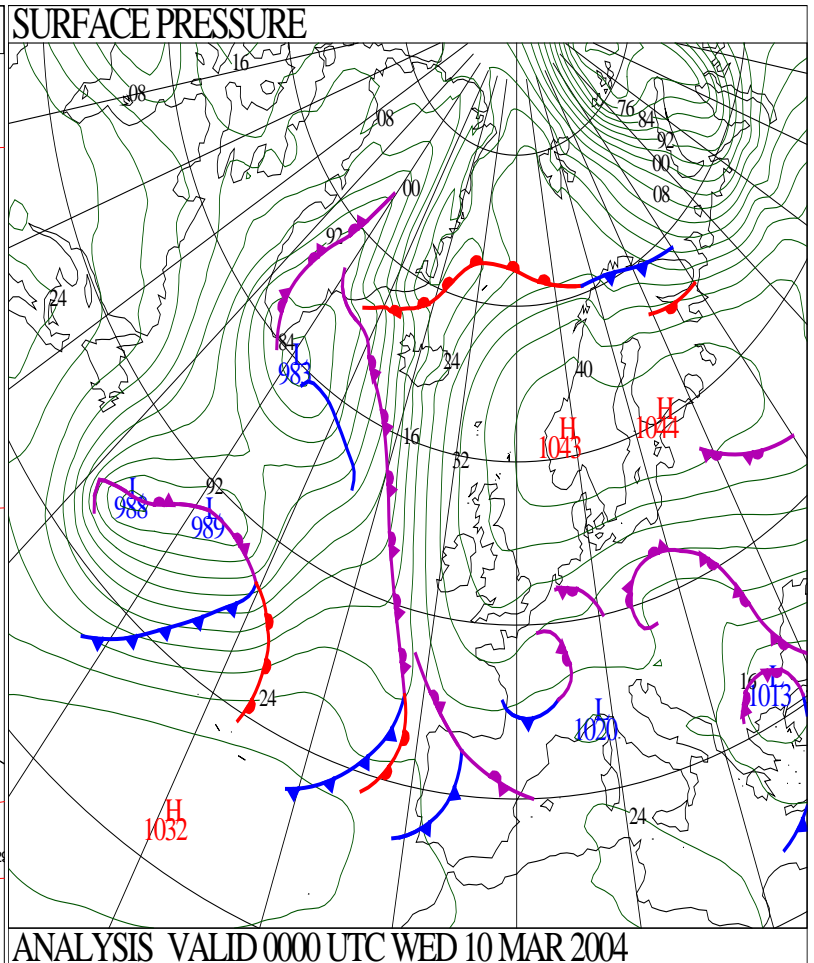 SURFACE PRESSURE
16
08
08
76
84
92
00
08
00
92
24
84
L
983
24
40
H
1043
H
1044
16
32
L
988
92
L
989
24
16
L
1013
L
1020
H
1032
24
ANALYSIS VALID 0000 UTC WED 10 MAR 2004